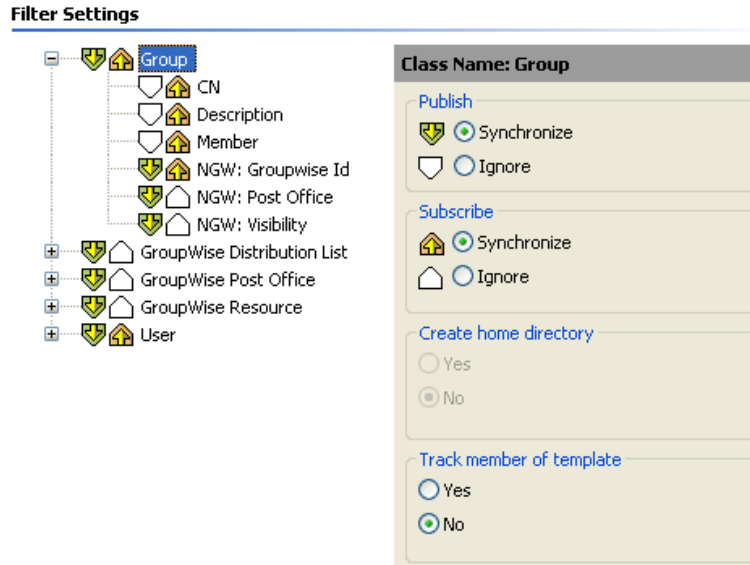 Filter Settings
Group
CN
Description
Member
NGW: Groupwise Id
NGW: Post Office
NGW: Visibility
GroupWise Distribution List
GroupWise Post Office
GroupWise Resource
User
Class Name: Group
Publish
Synchronize
Ignore
Subscribe
Synchronize
Ignore
Create home directory
Yes
No
Track member of template
Yes
No